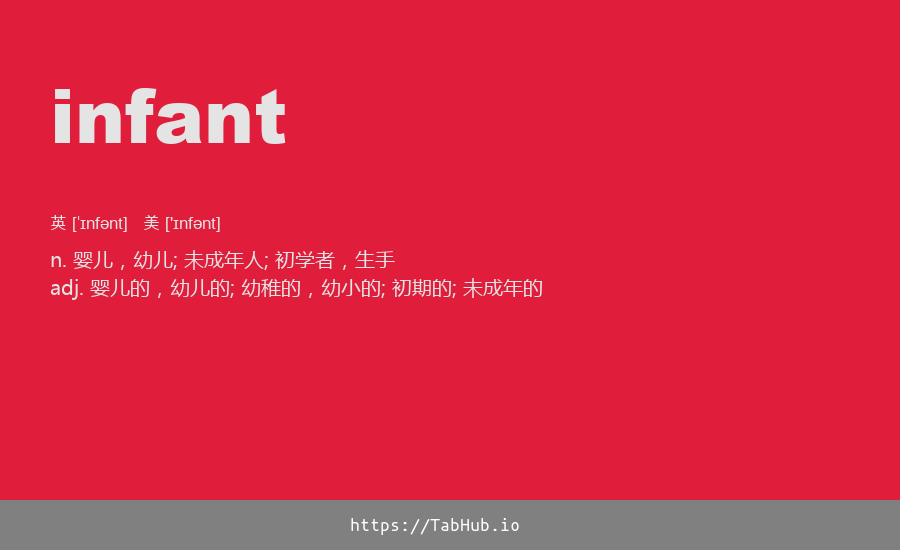 infant
英 [ˈɪnfənt] 美 [ˈɪnfənt]
n. 婴儿，幼儿; 未成年人; 初学者，生手
adj. 婴儿的，幼儿的; 幼稚的，幼小的; 初期的; 未成年的
https://TabHub.io